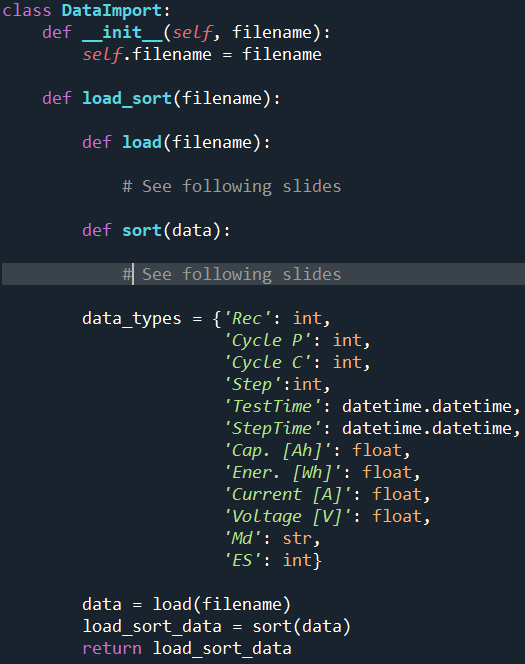 class DataImport:
    def __init__(self, filename):
        self.filename = filename
    def load_sort(filename):
        def load(filename):
            # See following slides
        def sort(data):
            # See following slides
        data_types = {'Rec': int,
                      'Cycle P': int,
                      'Cycle C': int,
                      'Step':int,
                      'TestTime': datetime.datetime,
                      'StepTime': datetime.datetime,
                      'Cap. [Ah]': float,
                      'Ener. [Wh]': float,
                      'Current [A]': float,
                      'Voltage [V]': float,
                      'Md': str,
                      'ES': int}
        data = load(filename)
        load_sort_data = sort(data)
        return load_sort_data